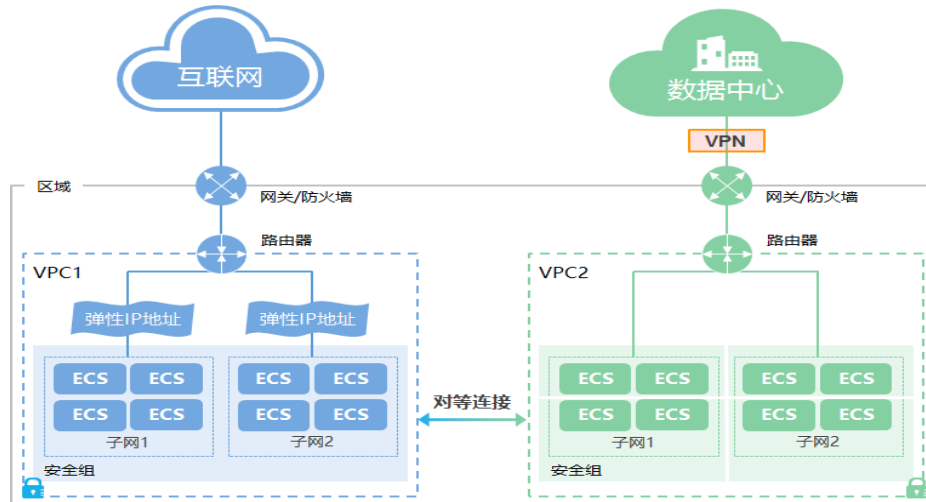 互联网
数据中心
VPN
区域
网关/防火墙
网关/防火墙
路由器
路由器
VPC1
VPC2
弹性IP地址
弹性IP地址
ECS ECS
ECS ECS
ECS ECS
ECS ECS
ECS ECS
ECS ECS
ECS ECS
ECS ECS
对等连接
子网1
子网2
子网1
子网2
安全组
安全组